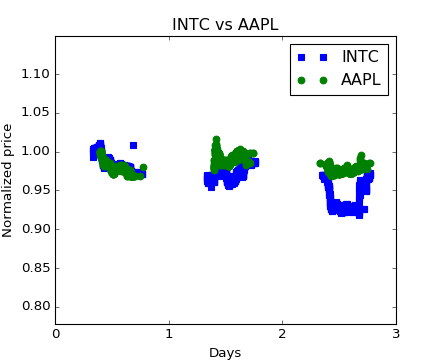 INTC vs AAPL
INTC
AAPL
Normalized price
1.10
1.05
1.00
0.95
0.90
0.85
0.80
0
1
2
3
Days